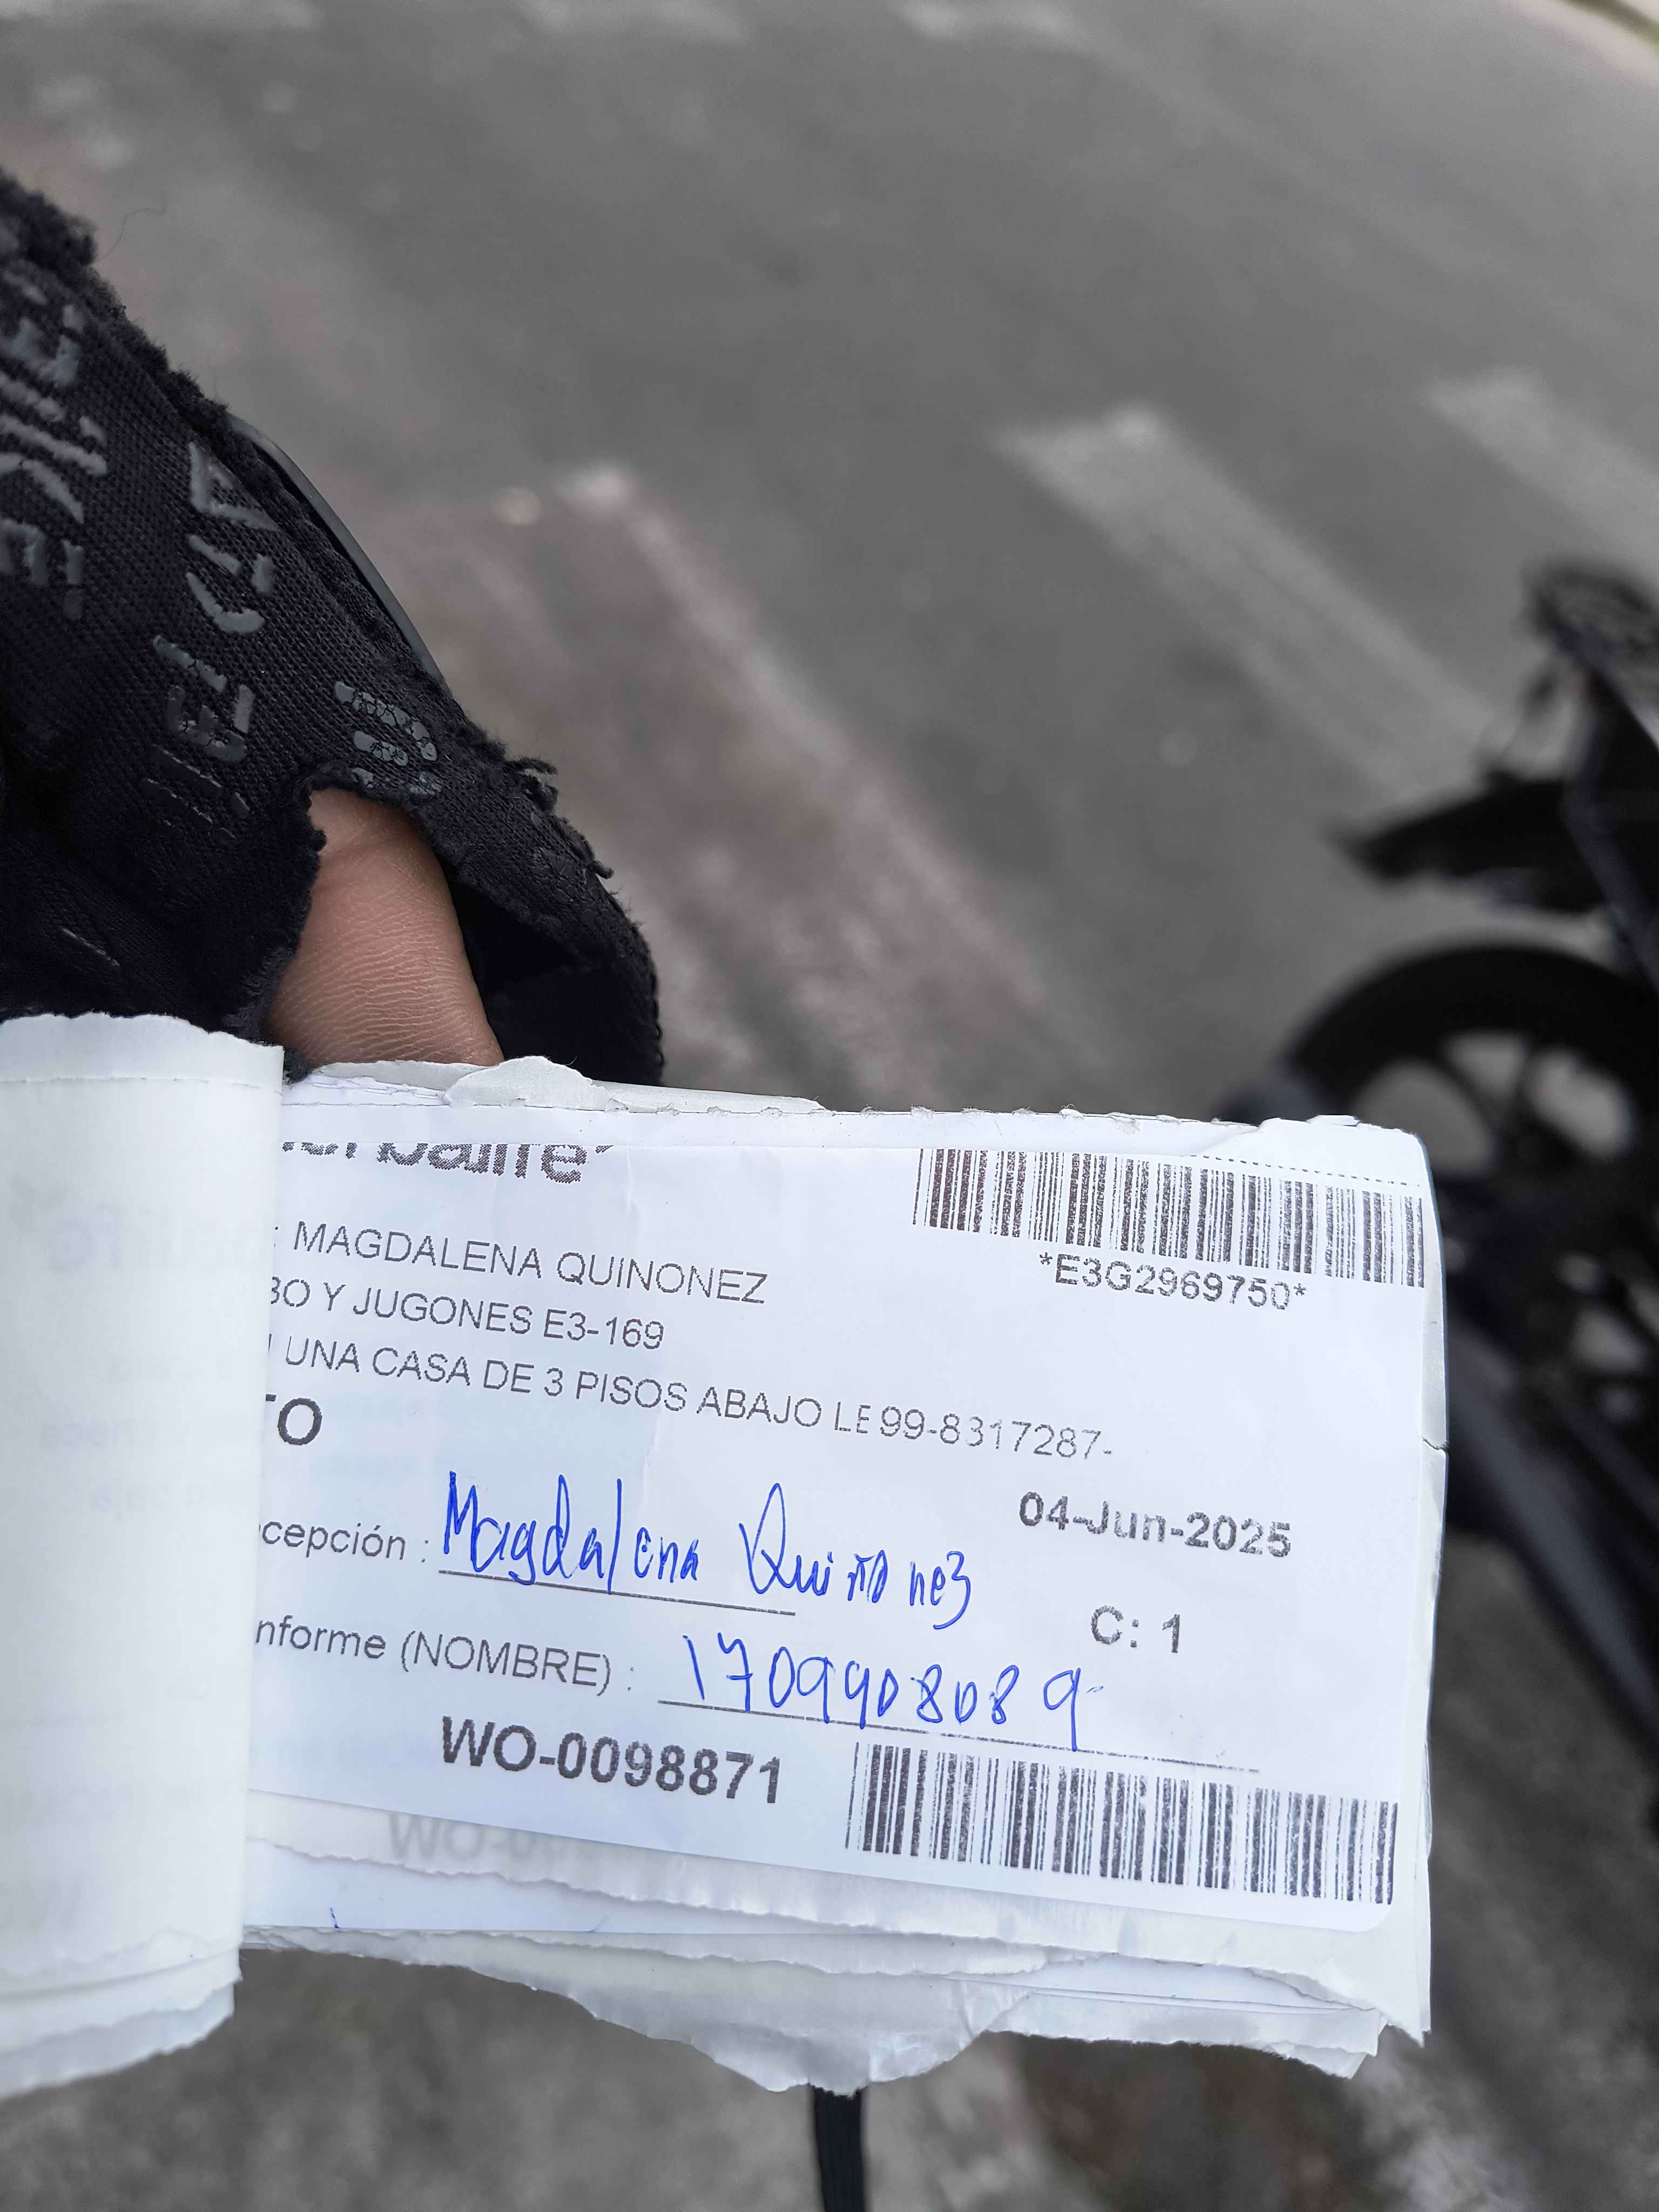 : MAGDALENA QUINONEZ
*E3G2969750*
BO Y JUGONES E3-169
UNA CASA DE 3 PISOS ABAJO LE 99-8317287-
TO
04-Jun-2025
cepción : Magdalena Quiñonez
C: 1
nforme (NOMBRE) : 1709908089
WO-0098871